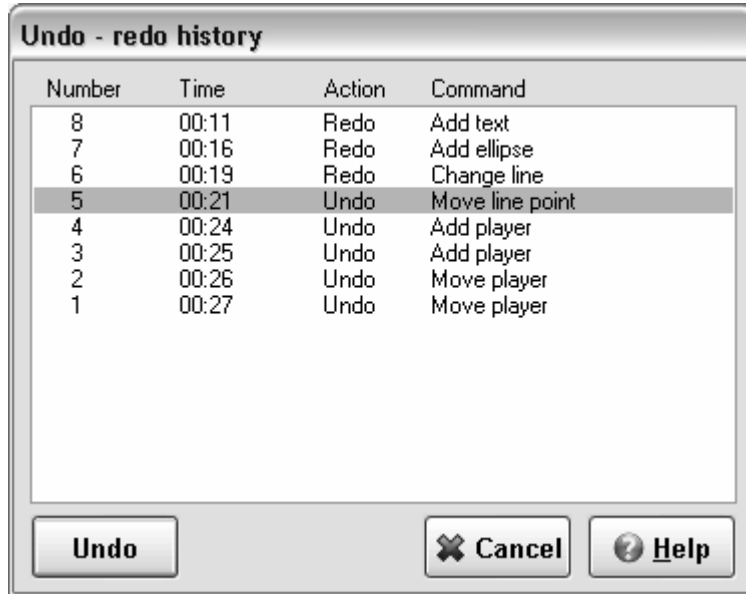 Undo - redo history
Number Time Action Command
8 00:11 Redo Add text
7 00:16 Redo Add ellipse
6 00:19 Redo Change line
5 00:21 Undo Move line point
4 00:24 Undo Add player
3 00:25 Undo Add player
2 00:26 Undo Move player
1 00:27 Undo Move player
Undo Cancel Help